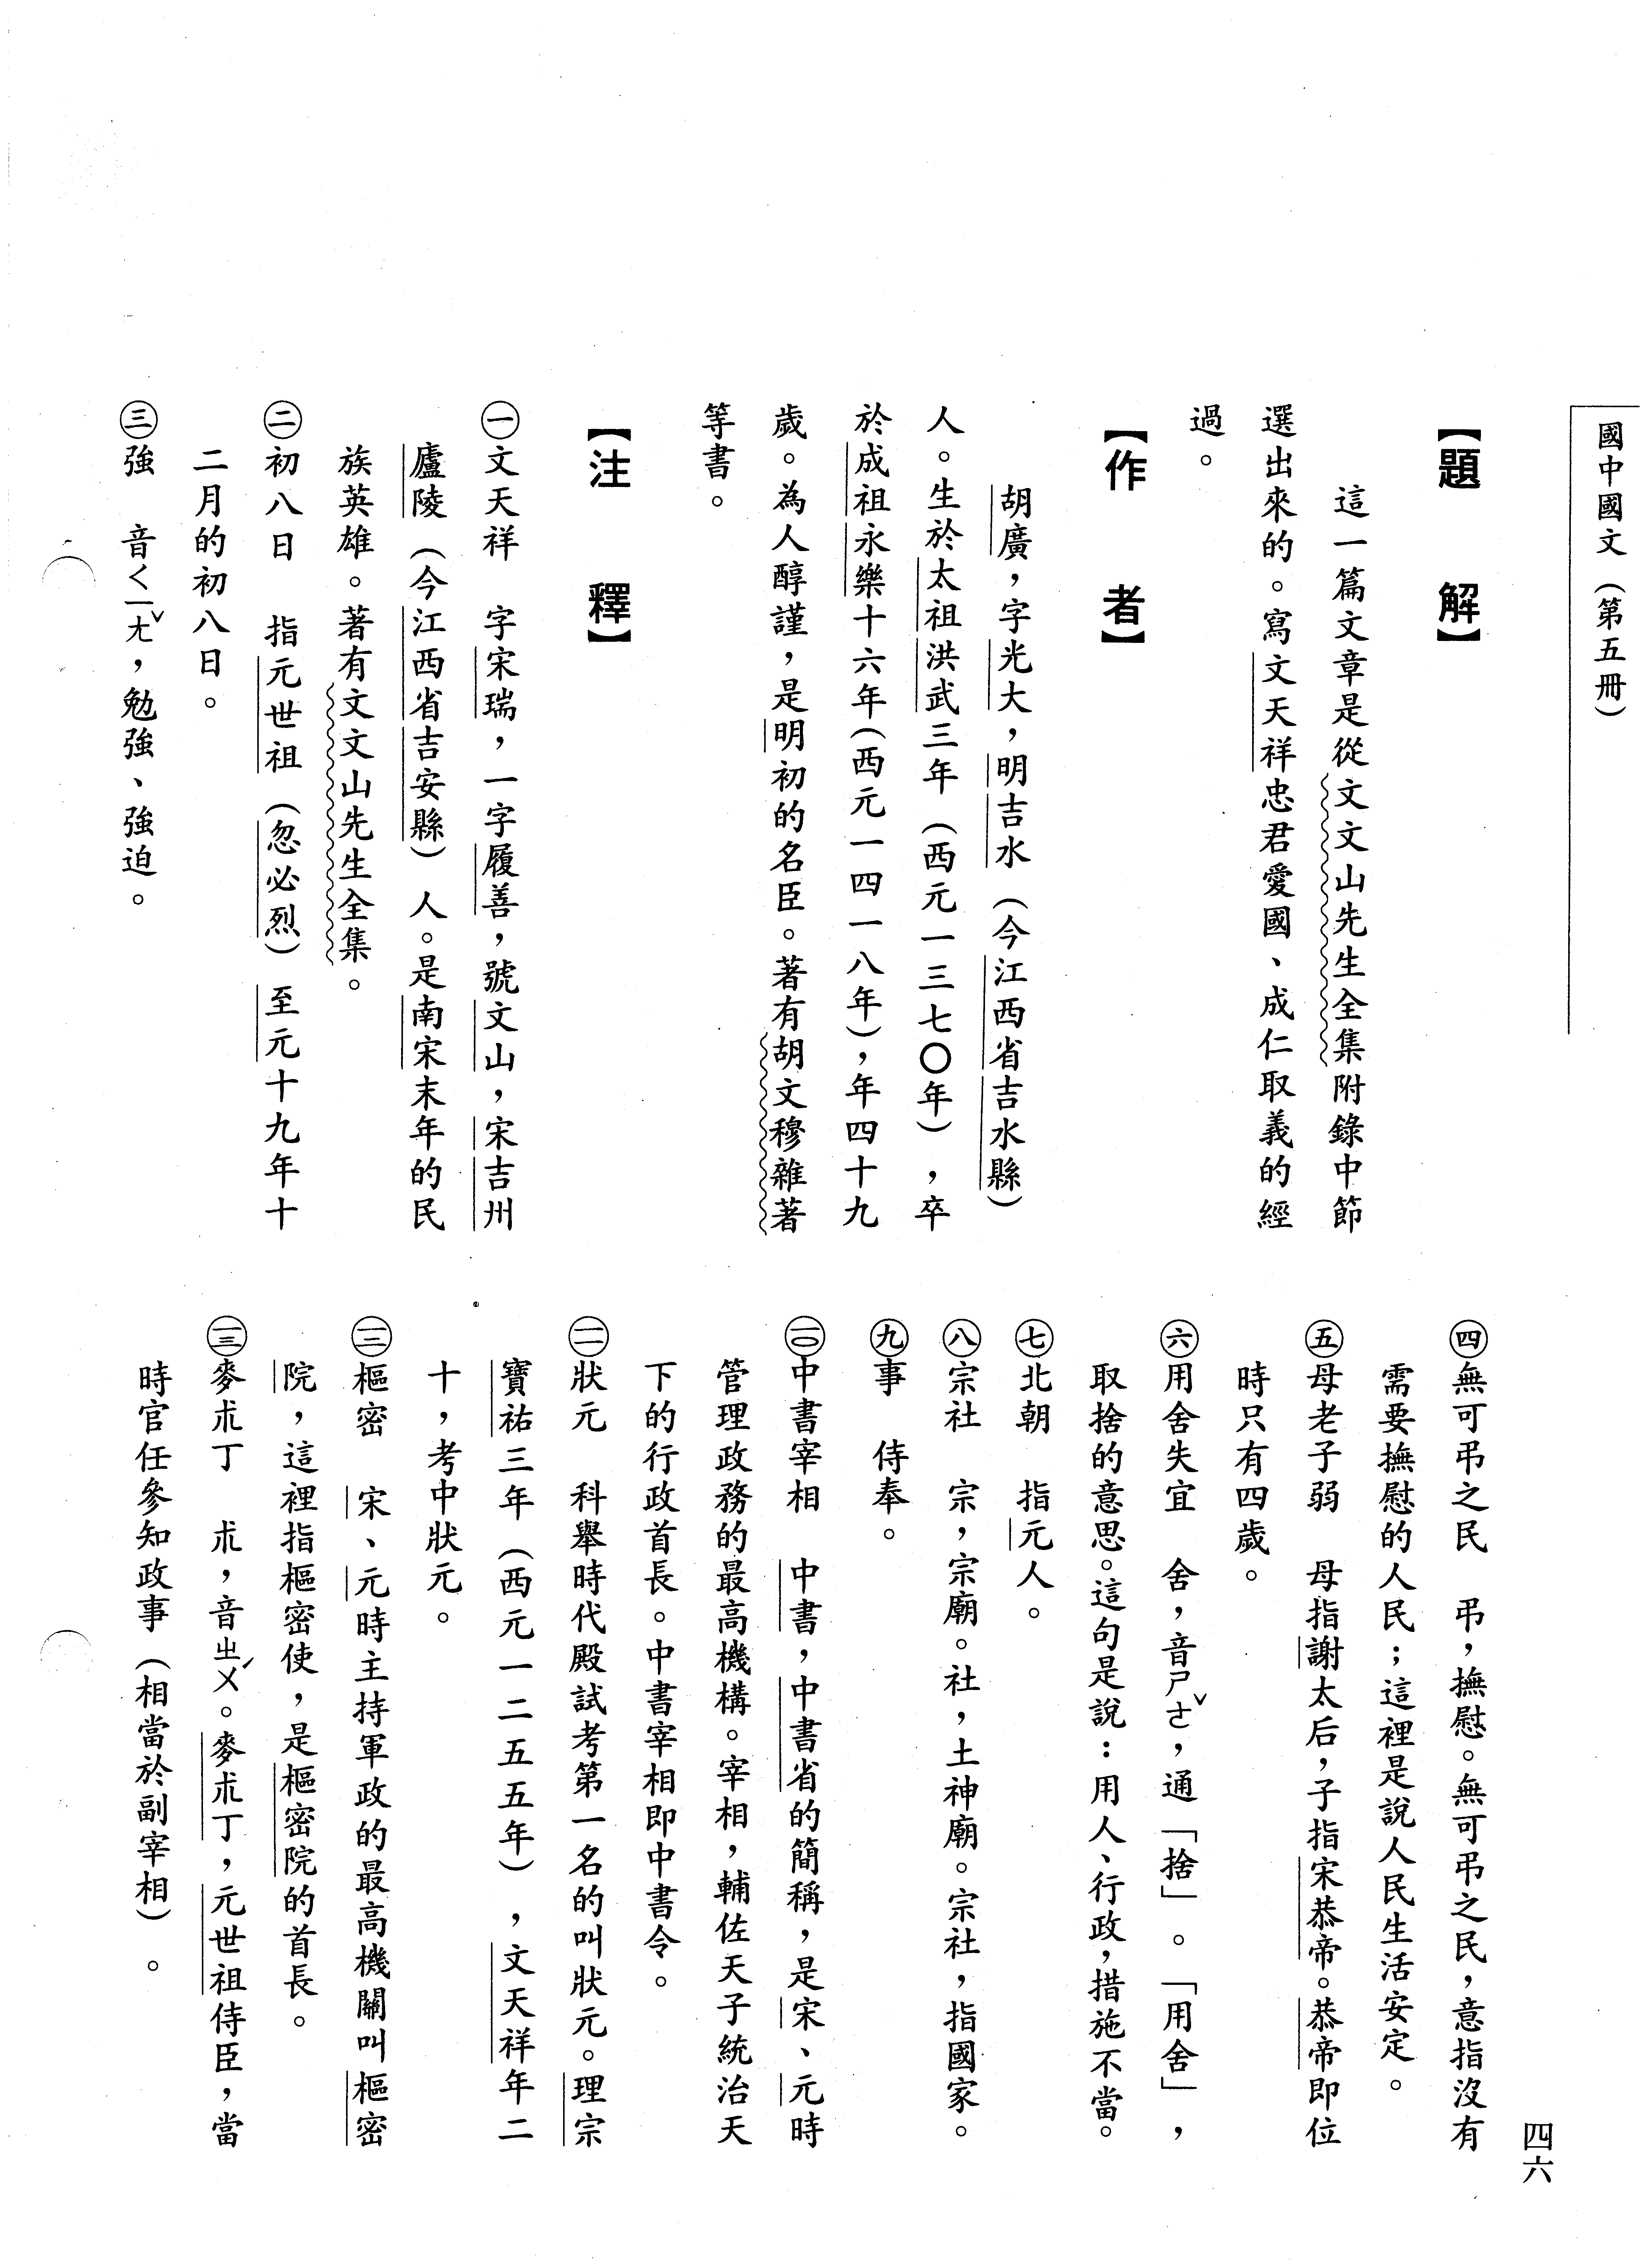 國中國文（第五冊）
【題　解】
這一篇文章是從文文山先生全集附錄中節
選出來的。寫文天祥忠君愛國、成仁取義的經
過。
【作　者】
胡廣，字光大，明吉水（今江西省吉水縣）
人。生於太祖洪武三年（西元一三七〇年），卒
於成祖永樂十六年（西元一四一八年），年四十九
歲。為人醇謹，是明初的名臣。著有胡文穆雜著
等書。
【注　釋】
㊀文天祥　字宋瑞，一字履善，號文山，宋吉州
廬陵（今江西省吉安縣）人。是南宋末年的民
族英雄。著有文文山先生全集。
㊁初八日　指元世祖（忽必烈）至元十九年十
二月的初八日。
㊂強　音ㄑㄧㄤˇ，勉強、強迫。
㊃無可弔之民　弔，撫慰。無可弔之民，意指沒有
需要撫慰的人民；這裡是說人民生活安定。
㊄母老子弱　母指謝太后，子指宋恭帝。恭帝即位
時只有四歲。
㊅用舍失宜　舍，音ㄕㄜˇ，通「捨」。「用舍」，
取捨的意思。這句是說：用人、行政，措施不當。
㊆北朝　指元人。
㊇宗社　宗，宗廟。社，土神廟。宗社，指國家。
㊈事　侍奉。
一〇中書宰相　中書，中書省的簡稱，是宋、元時
管理政務的最高機構。宰相，輔佐天子統治天
下的行政首長。中書宰相即中書令。
一一狀元　科舉時代殿試考第一名的叫狀元。理宗
寶祐三年（西元一二五五年），文天祥年二
十，考中狀元。
一二樞密　宋、元時主持軍政的最高機關叫樞密
院，這裡指樞密使，是樞密院的首長。
一三麥朮丁　朮，音ㄓㄨˊ。麥朮丁，元世祖侍臣，當
時官任參知政事（相當於副宰相）。
四六